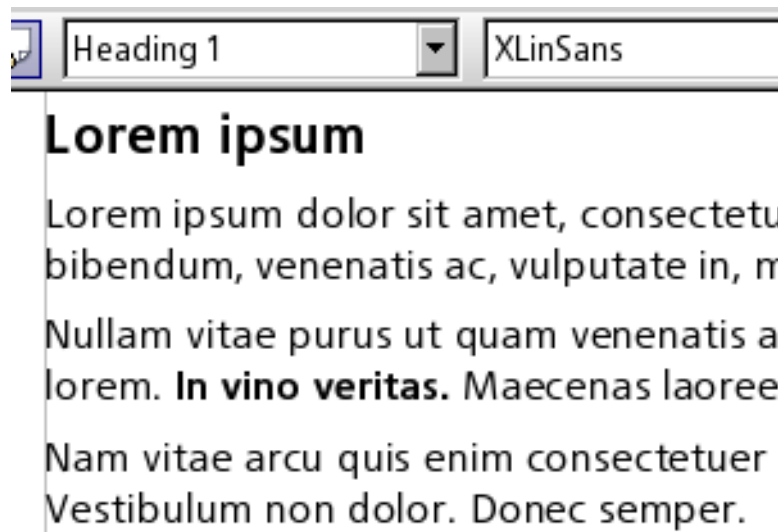 Heading 1
XLinSans
Lorem ipsum
Lorem ipsum dolor sit amet, consectetu
bibendum, venenatis ac, vulputate in, m
Nullam vitae purus ut quam venenatis a
lorem. In vino veritas. Maecenas laoree
Nam vitae arcu quis enim consectetuer
Vestibulum non dolor. Donec semper.